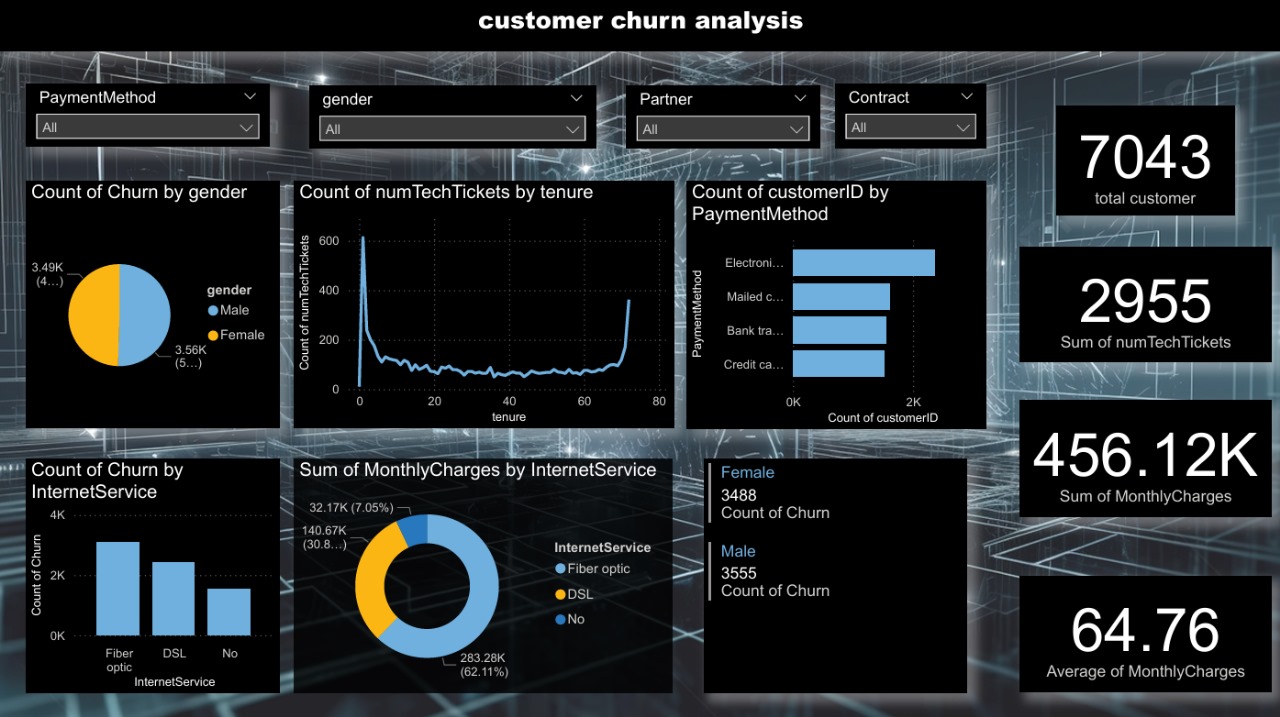 customer churn analysis
PaymentMethod
All
gender
All
Partner
All
Contract
All
7043
total customer
2955
Sum of numTechTickets
456.12K
Sum of MonthlyCharges
64.76
Average of MonthlyCharges
Count of Churn by gender
3.49K
(4…)
gender
Male
Female
3.56K
(5…)
Count of numTechTickets by tenure
Count of numTechTickets
600
400
200
0
0 20 40 60 80
tenure
Count of customerID by
PaymentMethod
PaymentMethod
Electroni…
Mailed c…
Bank tra…
Credit ca…
0K 2K
Count of customerID
Count of Churn by
InternetService
Count of Churn
4K
2K
0K
Fiber
optic
DSL
No
InternetService
Sum of MonthlyCharges by InternetService
32.17K (7.05%)
140.67K
(30.8…)
283.28K
(62.11%)
InternetService
Fiber optic
DSL
No
Female
3488
Count of Churn
Male
3555
Count of Churn